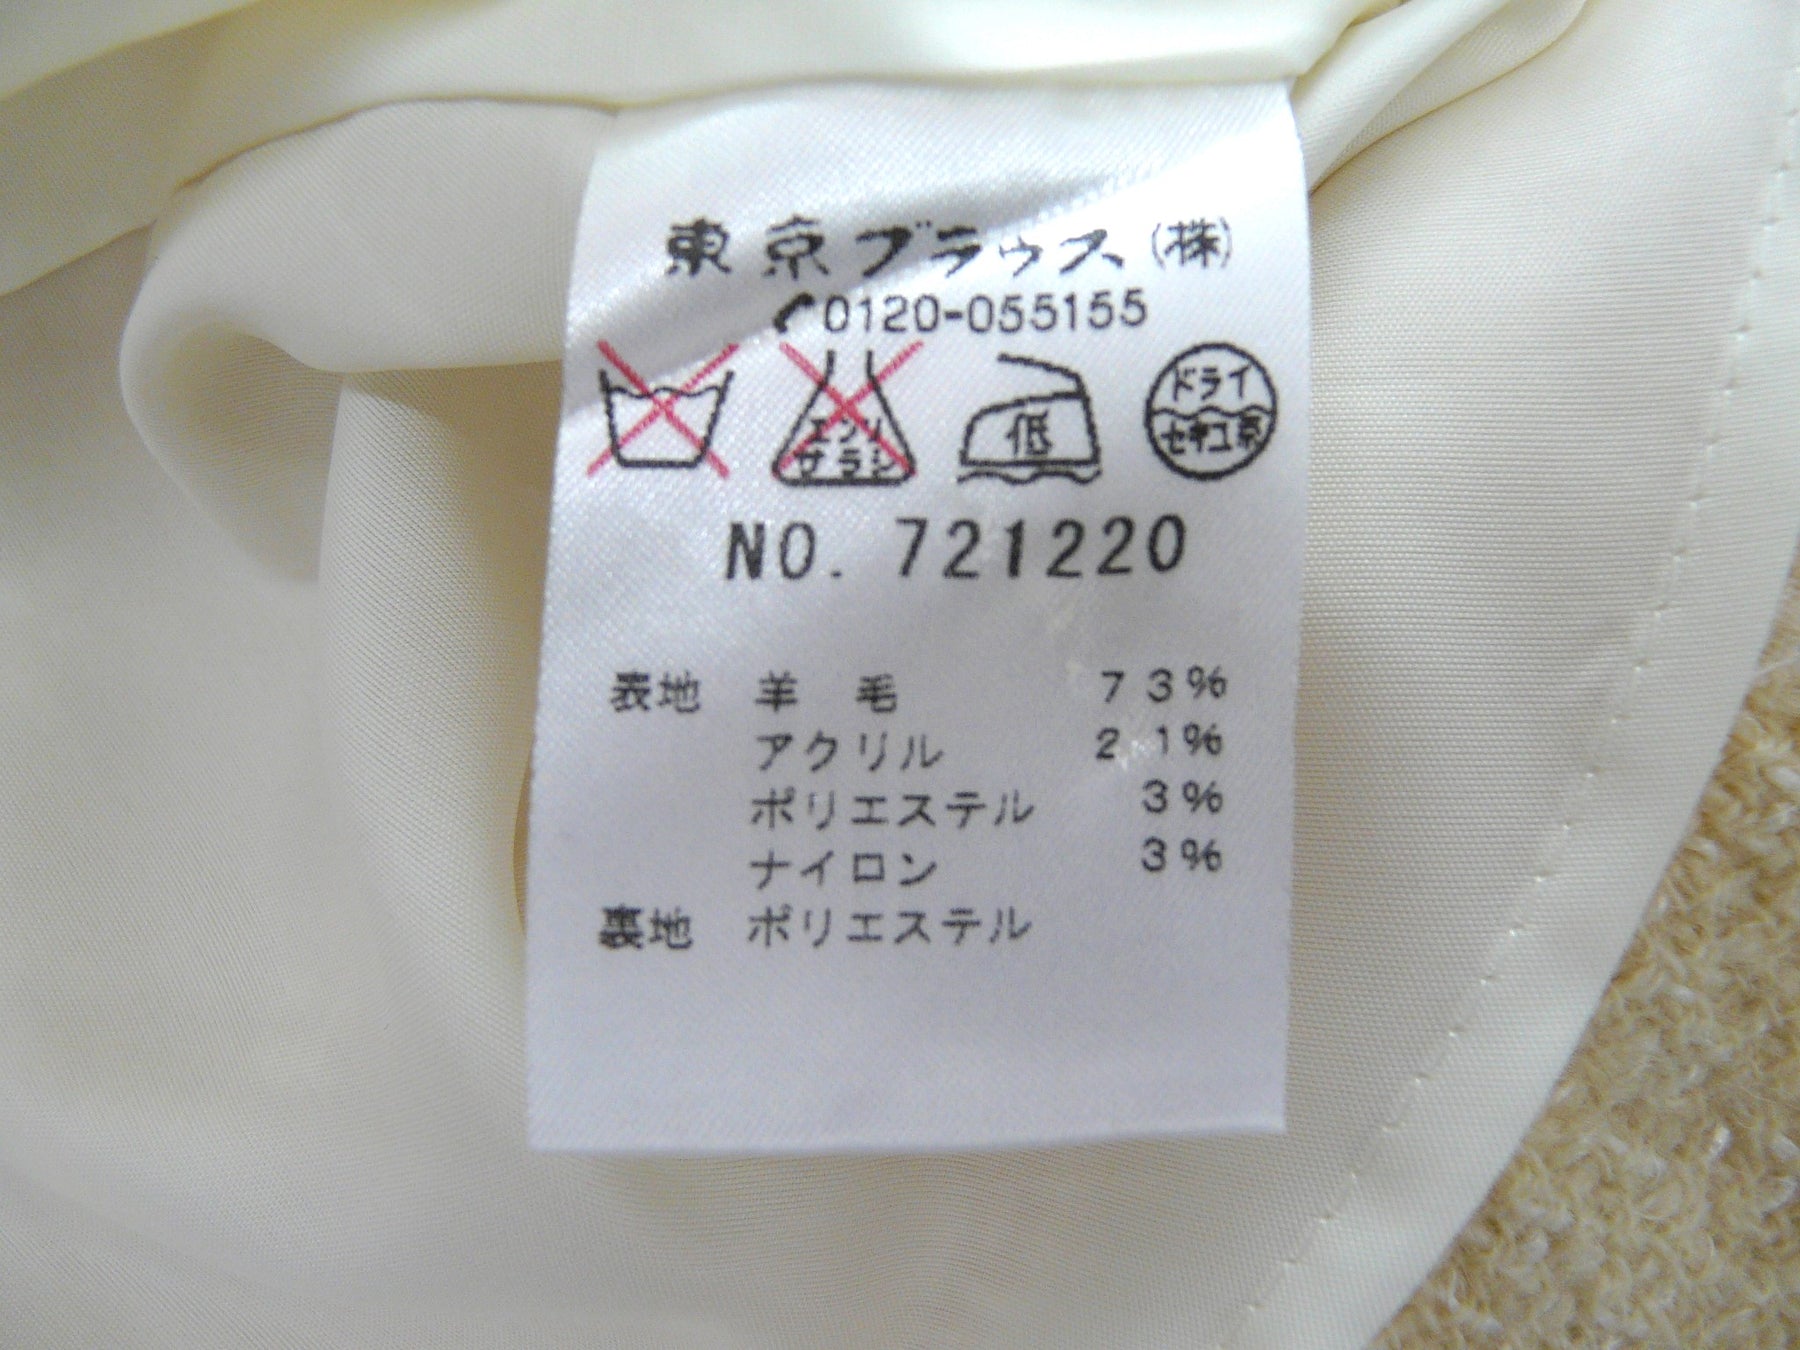 東京ブラウス(株)
0120-055155
エンソ
サラシ
低
ドライ
セキユ系
NO. 721220
表地 羊 毛 73%
アクリル 21%
ポリエステル 3%
ナイロン 3%
裏地 ポリエステル